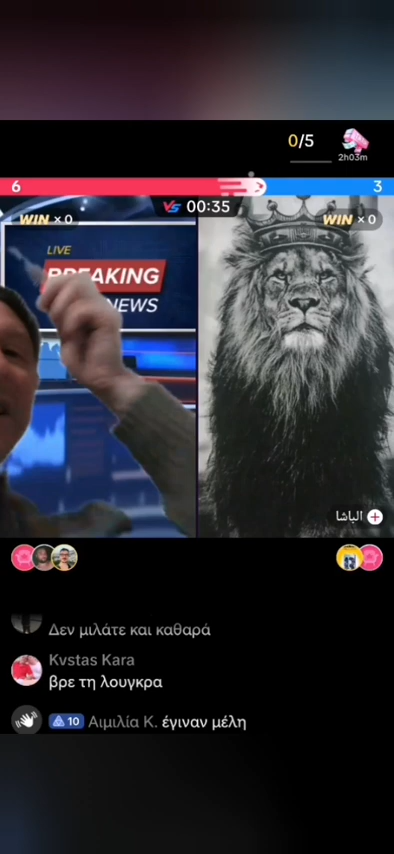 0/5
2h03m
6
3
VS 00:35
WIN × 0
WIN × 0
LIVE
BREAKING
NEWS
الباشا
Δεν μιλάτε και καθαρά
Kvstas Kara
βρε τη λουγκρα
10 Αιμιλία Κ. έγιναν μέλη